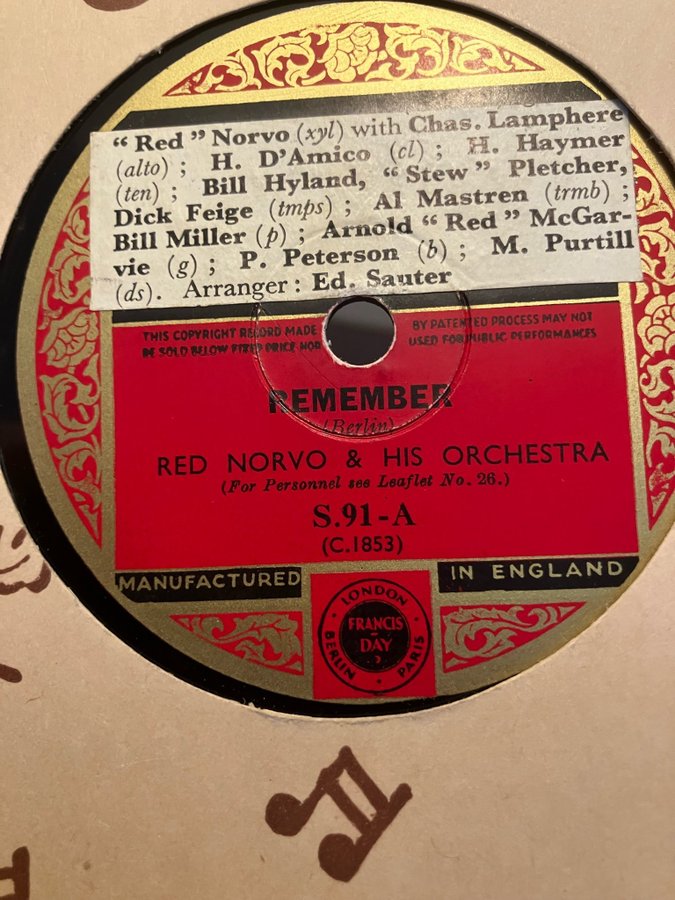 “Red” Norvo (xyl) with Chas. Lamphere
(alto) ; H. D'Amico (cl) ; H. Haymer
(ten) ; Bill Hyland, “Stew” Pletcher,
Dick Feige (tmps) ; Al Mastren (trmb) ;
Bill Miller (p) ; Arnold “Red” McGar-
vie (g) ; P. Peterson (b) ; M. Purtill
(ds). Arranger : Ed. Sauter
THIS COPYRIGHT RECORD MADE BY PATENTED PROCESS MAY NOT
BE SOLD BELOW FIXED PRICE NOR USED FOR PUBLIC PERFORMANCES
REMEMBER
(Berlin)
RED NORVO & HIS ORCHESTRA
(For Personnel see Leaflet No. 26.)
S.91-A
(C.1853)
MANUFACTURED IN ENGLAND
LONDON
FRANCIS
DAY
BERLIN PARIS